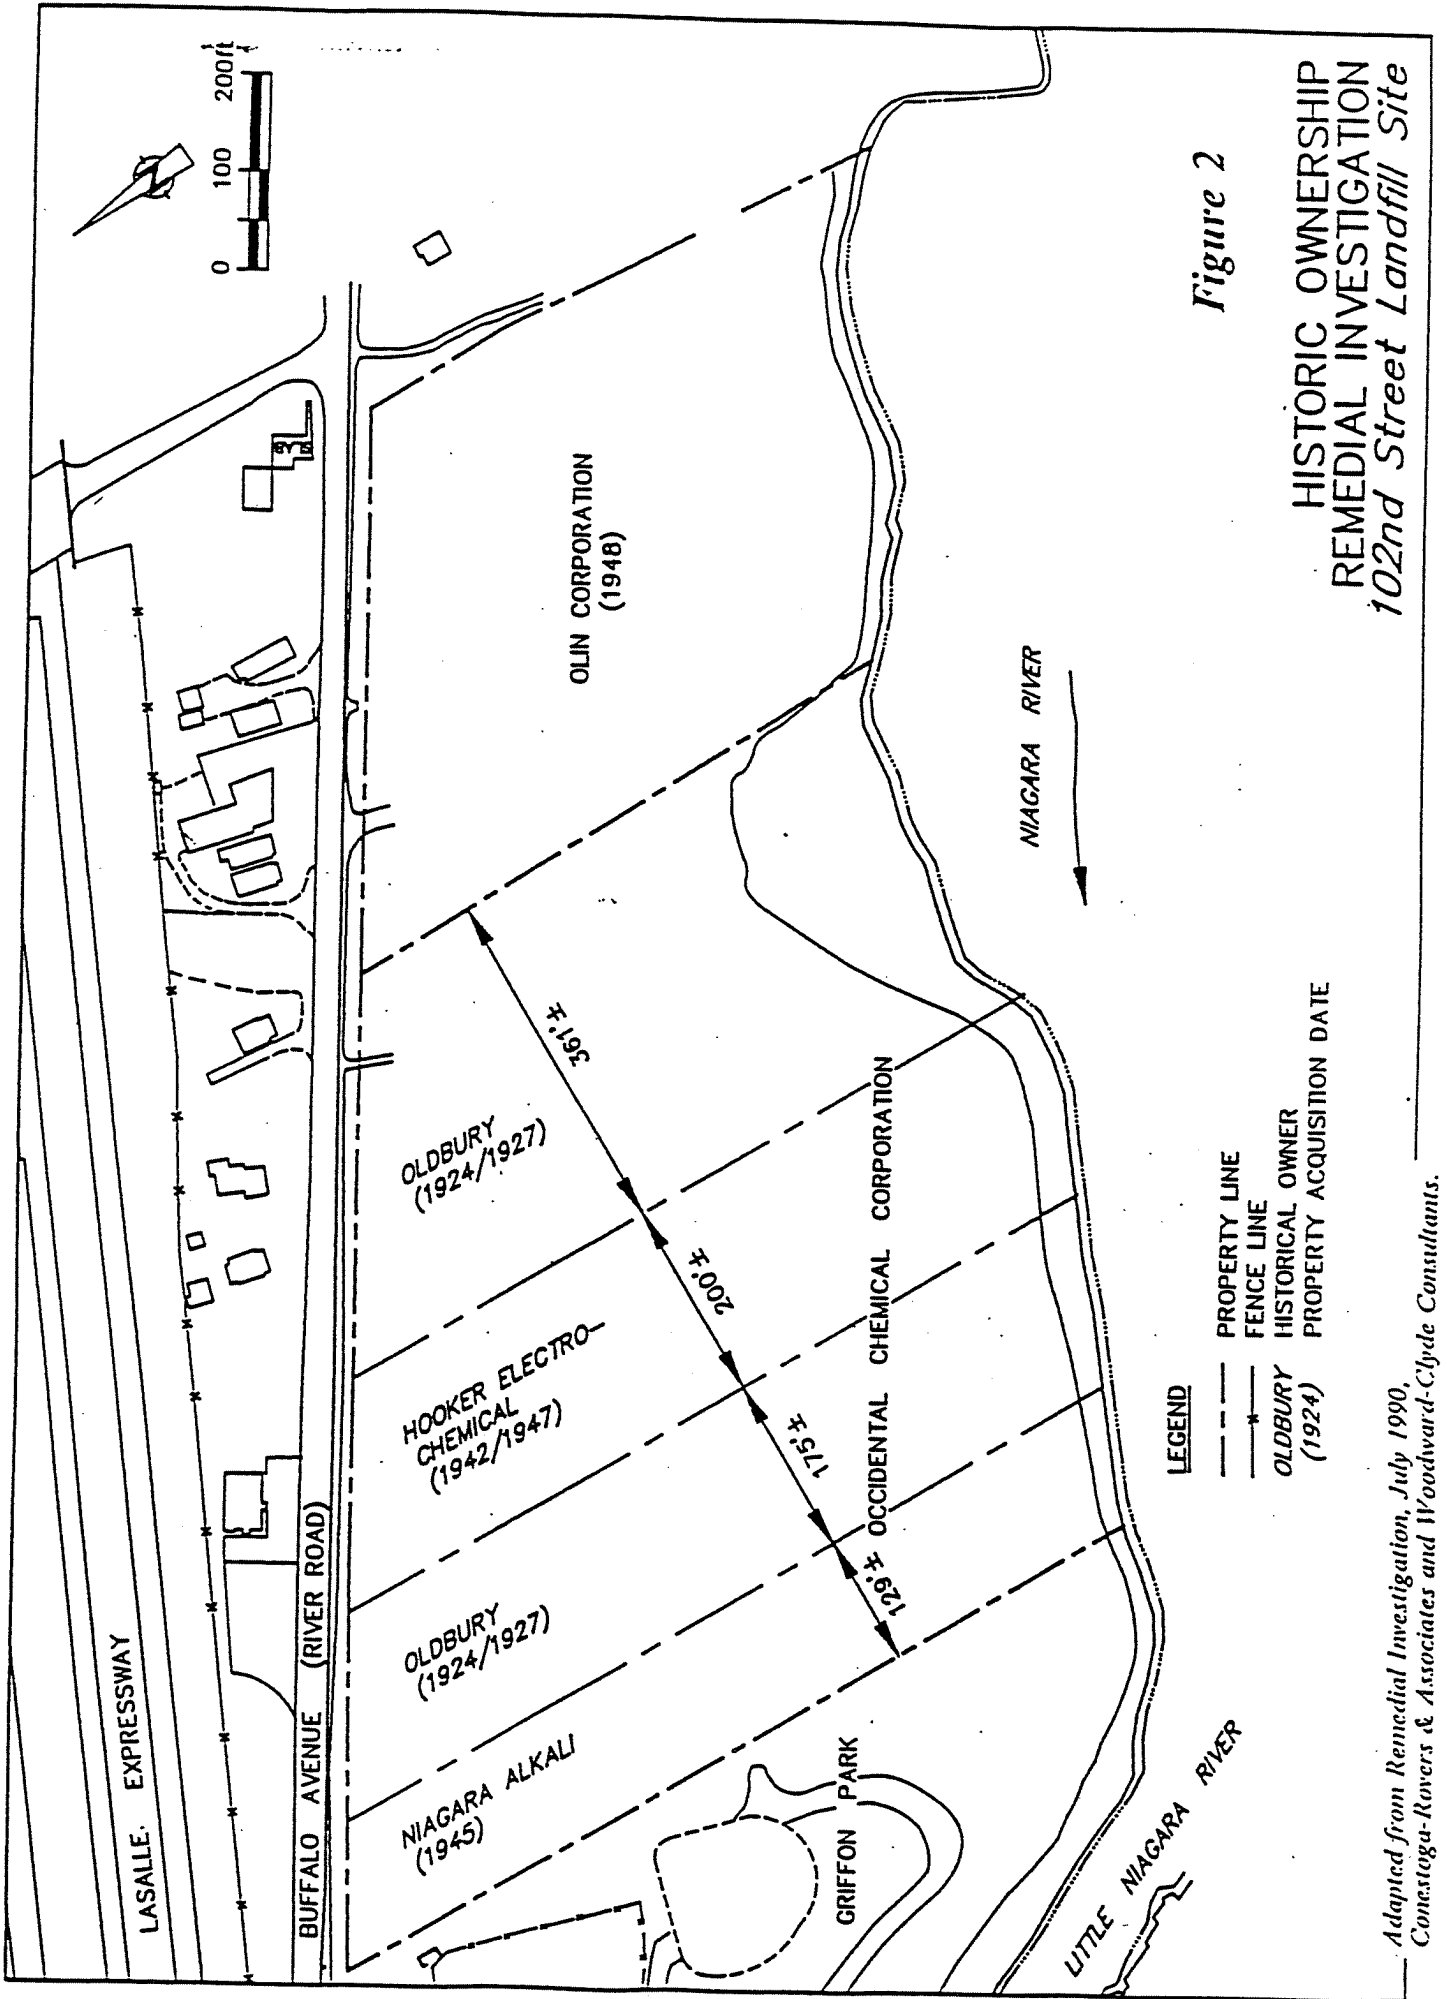 LASALLE. EXPRESSWAY
BUFFALO AVENUE (RIVER ROAD)
0 100 200ft
NIAGARA ALKALI
(1945)
OLDBURY
(1924/1927)
HOOKER ELECTRO-
CHEMICAL
(1942/1947)
OLDBURY
(1924/1927)
OLIN CORPORATION
(1948)
129'±
175'±
200'±
361'±
OCCIDENTAL CHEMICAL CORPORATION
GRIFFON PARK
LITTLE NIAGARA RIVER
NIAGARA RIVER
LEGEND
PROPERTY LINE
FENCE LINE
OLDBURY HISTORICAL OWNER
(1924) PROPERTY ACQUISITION DATE
Figure 2
HISTORIC OWNERSHIP
REMEDIAL INVESTIGATION
102nd Street Landfill Site
Adapted from Remedial Investigation, July 1990,
Conestoga-Rovers & Associates and Woodward-Clyde Consultants.